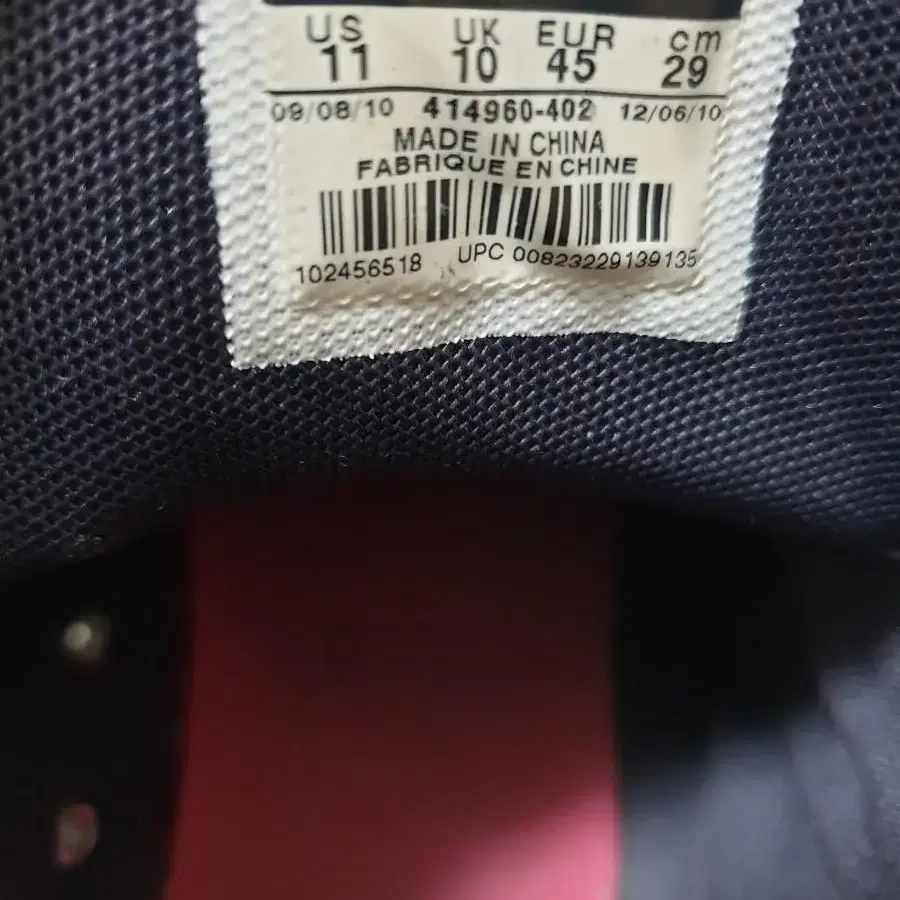 US UK EUR cm
11 10 45 29
09/08/10 414960-402 12/06/10
MADE IN CHINA
FABRIQUE EN CHINE
102456518 UPC 00823229139135